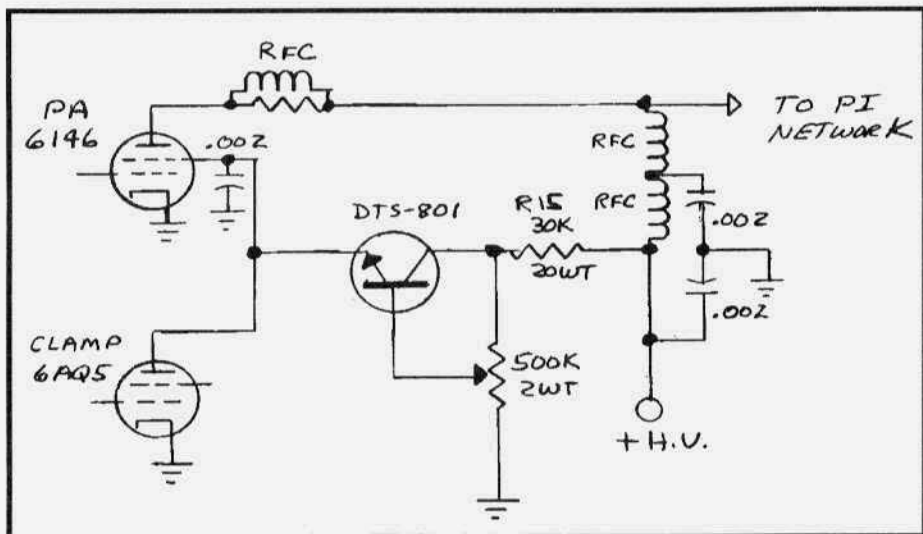 RFC
PA
6146
.002
TO PI
NETWORK
RFC
DTS-801
R15
30K
20WT
RFC
.002
.002
CLAMP
6AQ5
500K
2WT
+ H.V.